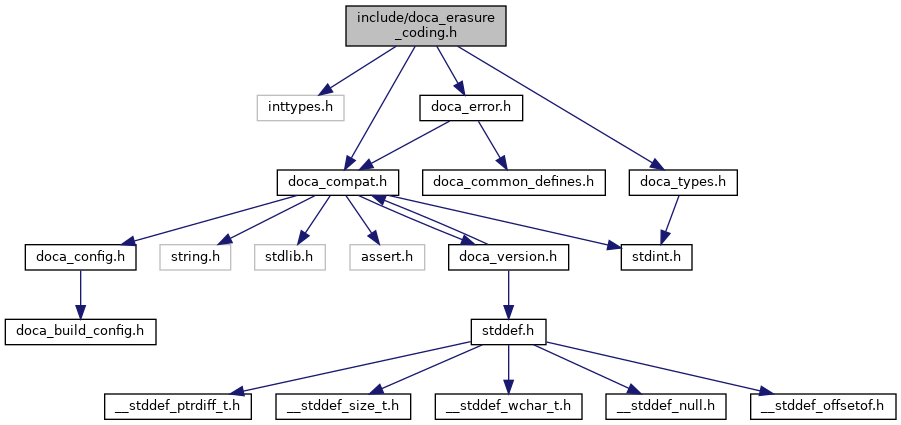 include/doca_erasure
_coding.h
inttypes.h
doca_error.h
doca_compat.h
doca_common_defines.h
doca_types.h
doca_config.h
string.h
stdlib.h
assert.h
doca_version.h
stdint.h
doca_build_config.h
stddef.h
__stddef_ptrdiff_t.h
__stddef_size_t.h
__stddef_wchar_t.h
__stddef_null.h
__stddef_offsetof.h